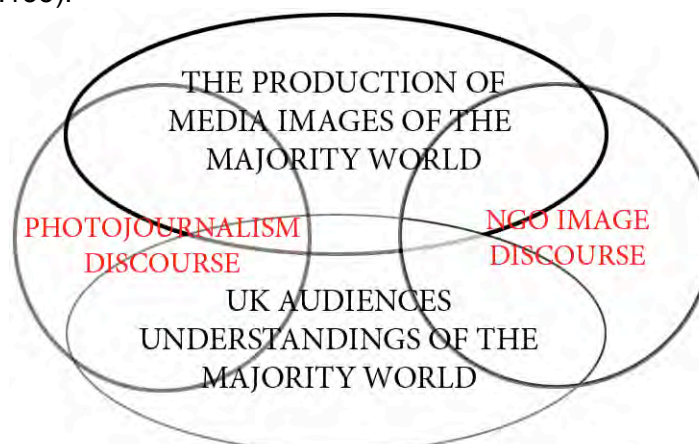 THE PRODUCTION OF
MEDIA IMAGES OF THE
MAJORITY WORLD
PHOTOJOURNALISM
DISCOURSE
NGO IMAGE
DISCOURSE
UK AUDIENCES
UNDERSTANDINGS OF THE
MAJORITY WORLD